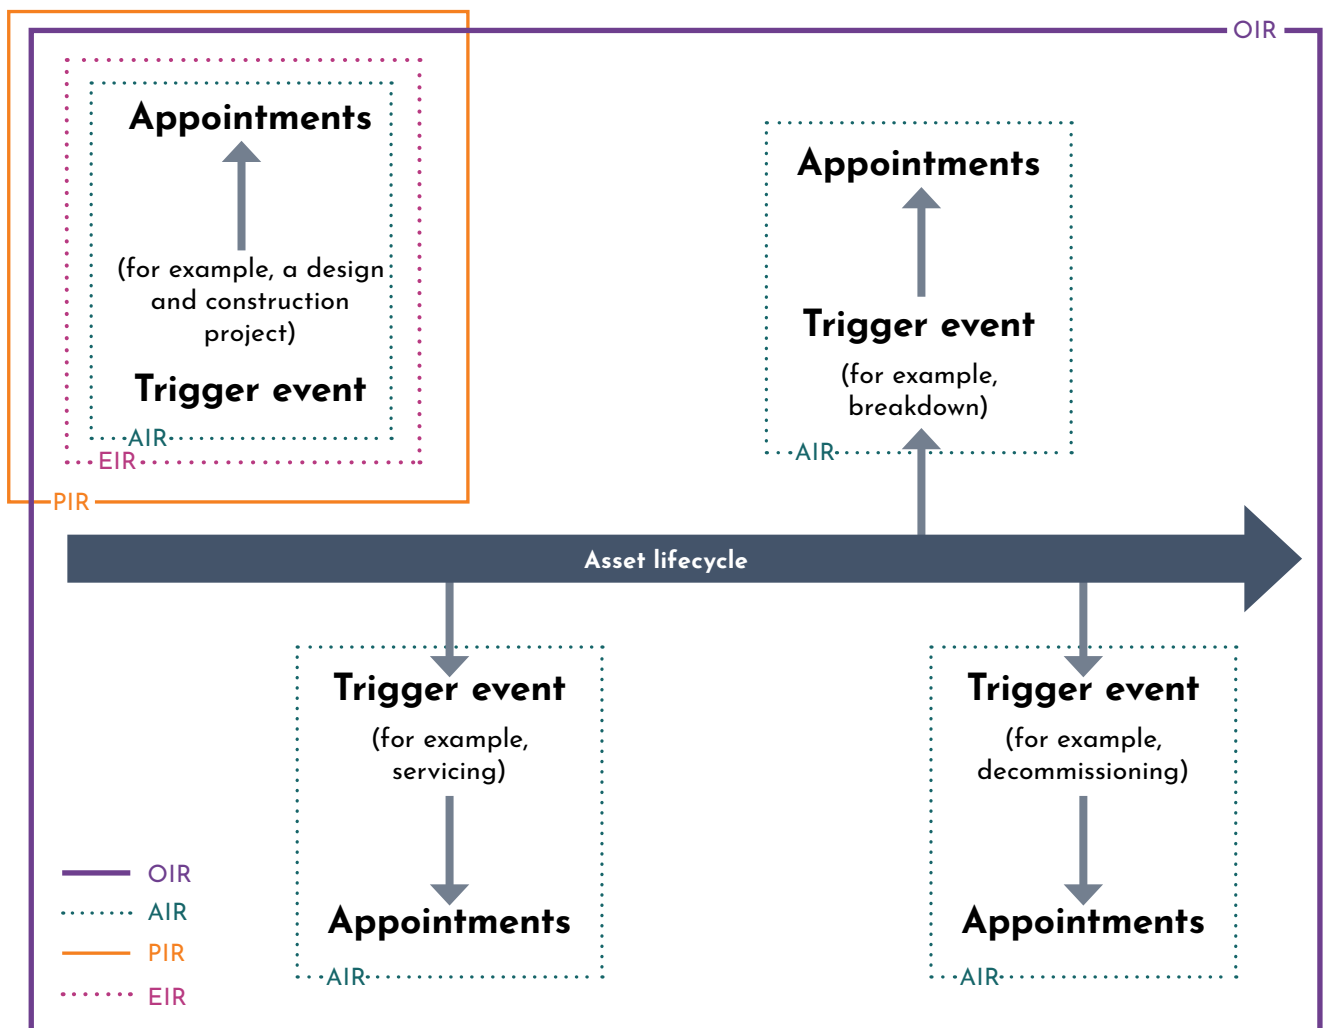 OIR
Appointments
(for example, a design
and construction
project)
Trigger event
AIR
EIR
PIR
Appointments
Trigger event
(for example,
breakdown)
AIR
Asset lifecycle
Trigger event
(for example,
servicing)
Appointments
AIR
Trigger event
(for example,
decommissioning)
Appointments
AIR
OIR
AIR
PIR
EIR